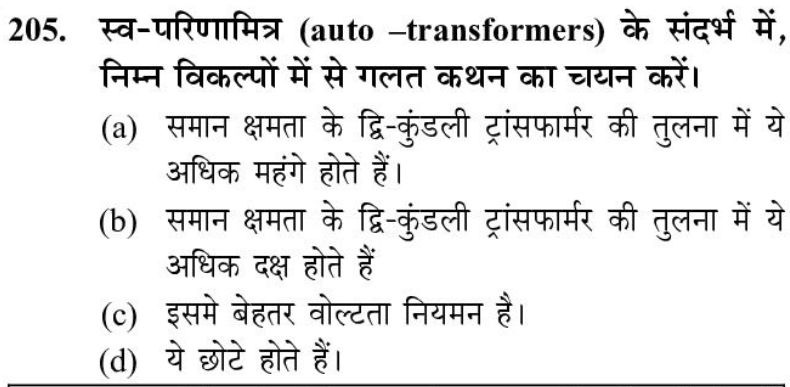 205. स्व-परिणामित्र (auto –transformers) के संदर्भ में,
निम्न विकल्पों में से गलत कथन का चयन करें।
(a) समान क्षमता के द्वि-कुंडली ट्रांसफार्मर की तुलना में ये
अधिक महंगे होते हैं।
(b) समान क्षमता के द्वि-कुंडली ट्रांसफार्मर की तुलना में ये
अधिक दक्ष होते हैं
(c) इसमे बेहतर वोल्टता नियमन है।
(d) ये छोटे होते हैं।